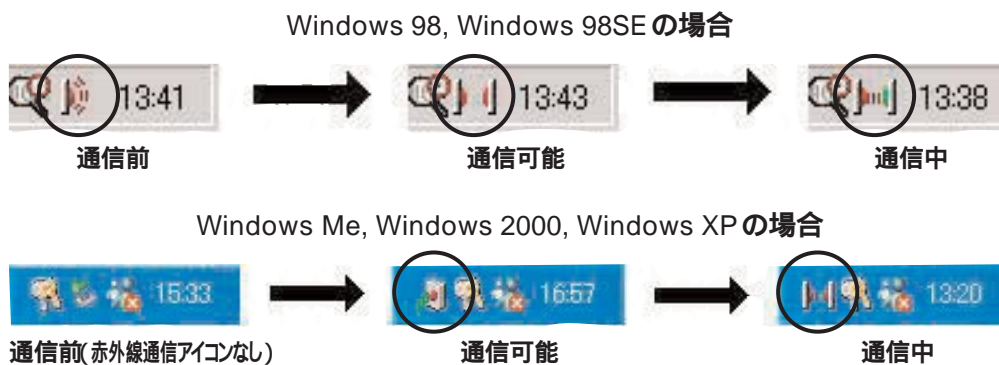 Windows 98, Windows 98SEの場合
13:41
13:43
13:38
通信前
通信可能
通信中
Windows Me, Windows 2000, Windows XPの場合
15:33
16:57
13:20
通信前(赤外線通信アイコンなし)
通信可能
通信中